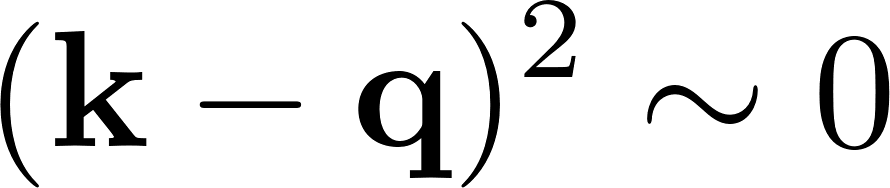 (𝐤 − 𝐪)² ∼ 0